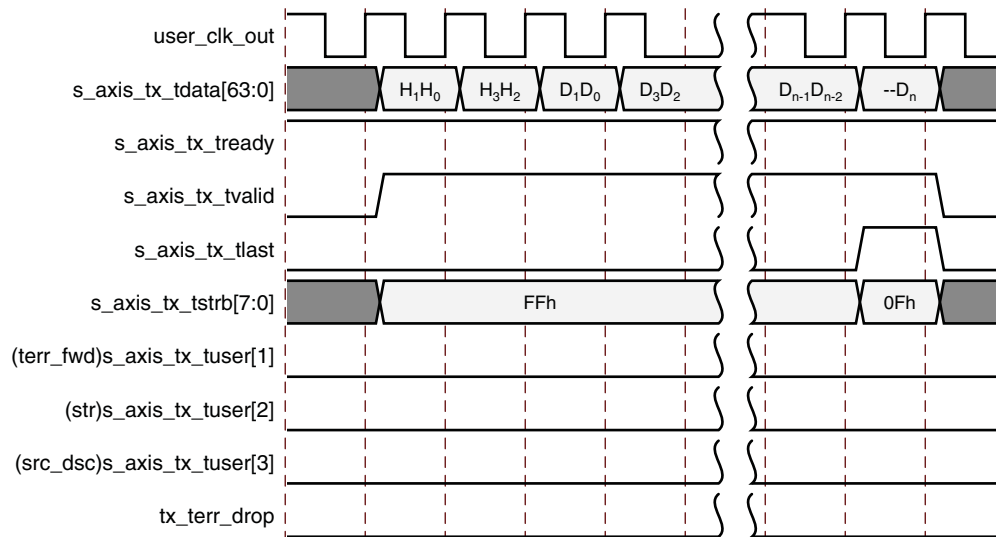 user_clk_out
s_axis_tx_tdata[63:0] H₁H₀ H₃H₂ D₁D₀ D₃D₂ Dₙ₋₁Dₙ₋₂ --Dₙ
s_axis_tx_tready
s_axis_tx_tvalid
s_axis_tx_tlast
s_axis_tx_tstrb[7:0] FFh 0Fh
(terr_fwd)s_axis_tx_tuser[1]
(str)s_axis_tx_tuser[2]
(src_dsc)s_axis_tx_tuser[3]
tx_terr_drop